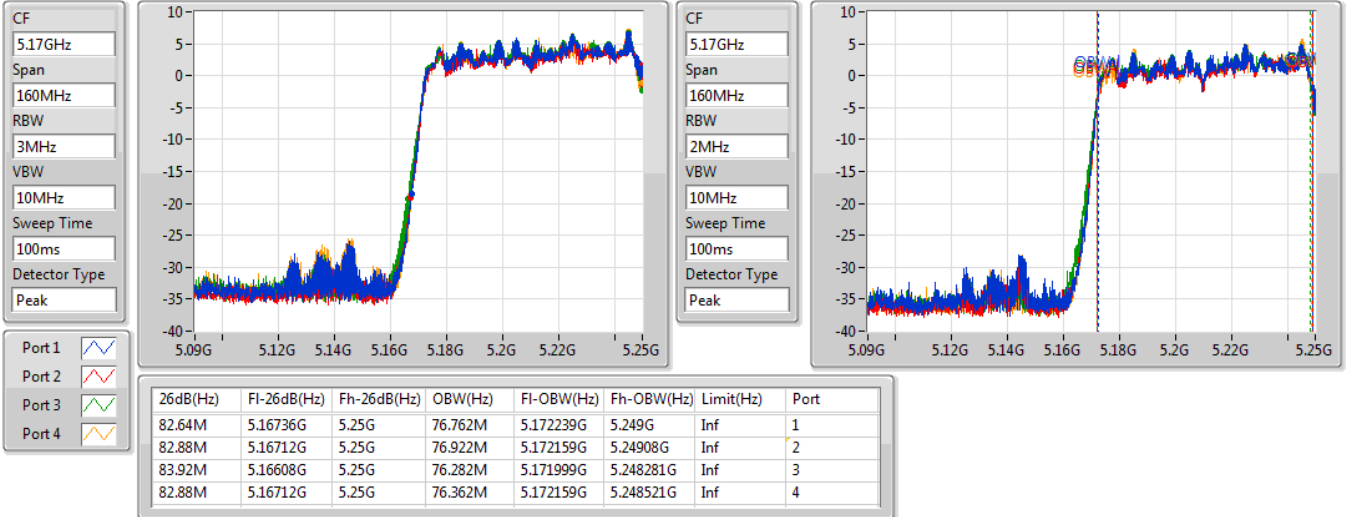 CF
5.17GHz
Span
160MHz
RBW
3MHz
VBW
10MHz
Sweep Time
100ms
Detector Type
Peak
10
5
0
-5
-10
-15
-20
-25
-30
-35
-40
5.09G 5.12G 5.14G 5.16G 5.18G 5.2G 5.22G 5.25G
CF
5.17GHz
Span
160MHz
RBW
2MHz
VBW
10MHz
Sweep Time
100ms
Detector Type
Peak
10
5
0
-5
-10
-15
-20
-25
-30
-35
-40
5.09G 5.12G 5.14G 5.16G 5.18G 5.2G 5.22G 5.25G
Port 1
Port 2
Port 3
Port 4
26dB(Hz) Fl-26dB(Hz) Fh-26dB(Hz) OBW(Hz) Fl-OBW(Hz) Fh-OBW(Hz) Limit(Hz) Port
82.64M 5.16736G 5.25G 76.762M 5.172239G 5.249G Inf 1
82.88M 5.16712G 5.25G 76.922M 5.172159G 5.24908G Inf 2
83.92M 5.16608G 5.25G 76.282M 5.171999G 5.248281G Inf 3
82.88M 5.16712G 5.25G 76.362M 5.172159G 5.248521G Inf 4